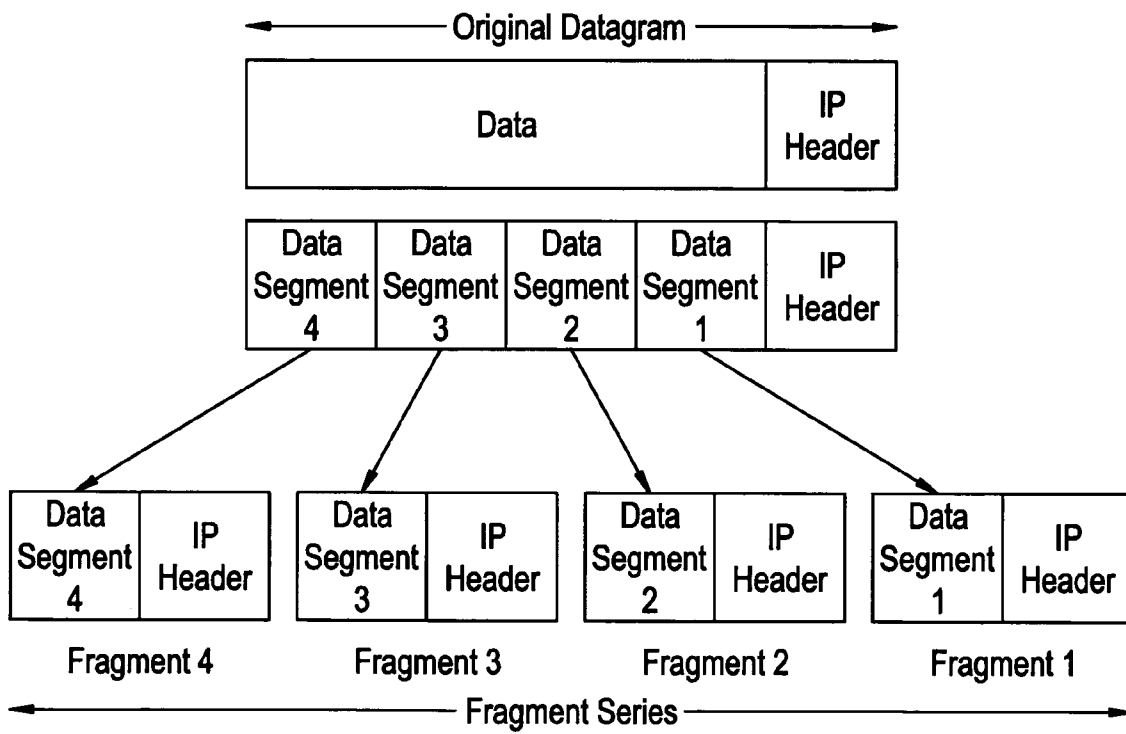 Original Datagram
Data
IP
Header
Data
Segment
4
Data
Segment
3
Data
Segment
2
Data
Segment
1
IP
Header
Data
Segment
4
IP
Header
Data
Segment
3
IP
Header
Data
Segment
2
IP
Header
Data
Segment
1
IP
Header
Fragment 4
Fragment 3
Fragment 2
Fragment 1
Fragment Series